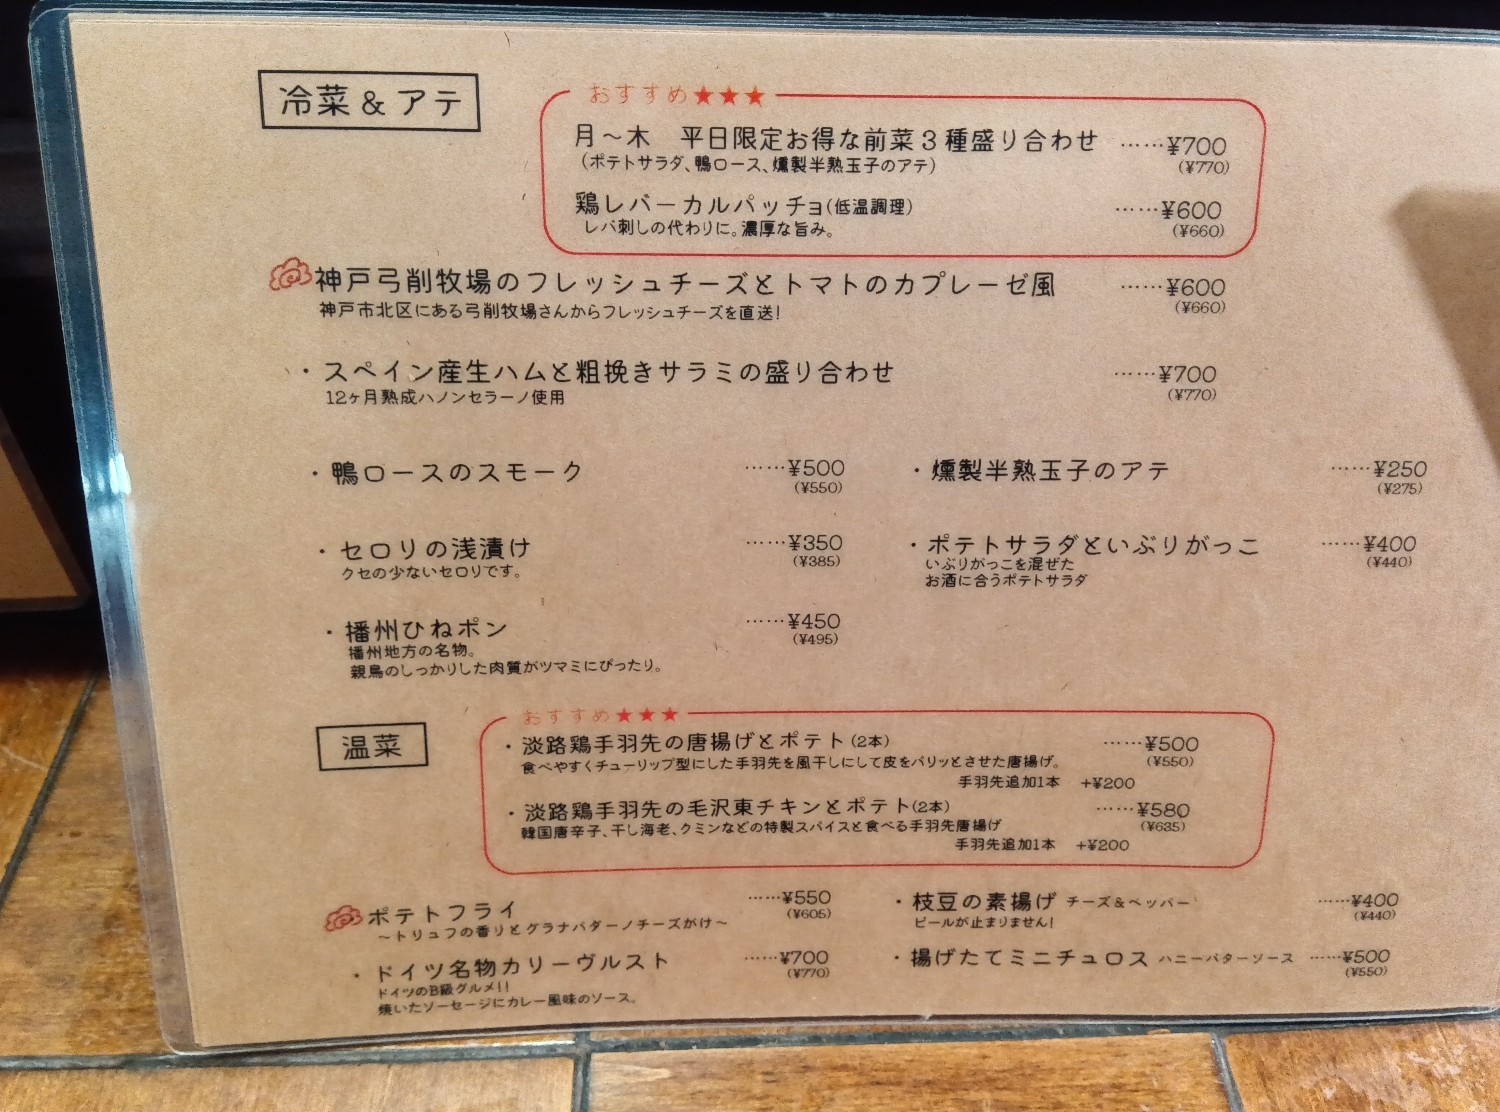 冷菜 & アテ
おすすめ★★★
月～木　平日限定お得な前菜３種盛り合わせ ……¥700
(ポテトサラダ、鴨ロース、燻製半熟玉子のアテ) (¥770)
鶏レバーカルパッチョ(低温調理) ……¥600
レバ刺しの代わりに。濃厚な旨み。 (¥660)
神戸弓削牧場のフレッシュチーズとトマトのカプレーゼ風 ……¥600
神戸市北区にある弓削牧場さんからフレッシュチーズを直送! (¥660)
・スペイン産生ハムと粗挽きサラミの盛り合わせ ……¥700
12ヶ月熟成ハノンセラーノ使用 (¥770)
・鴨ロースのスモーク ……¥500
(¥550)
・燻製半熟玉子のアテ ……¥250
(¥275)
・セロリの浅漬け ……¥350
クセの少ないセロリです。 (¥385)
・ポテトサラダといぶりがっこ ……¥400
いぶりがっこを混ぜた (¥440)
お酒に合うポテトサラダ
・播州ひねポン ……¥450
播州地方の名物。 (¥495)
親鳥のしっかりした肉質がツマミにぴったり。
温菜
おすすめ★★★
・淡路鶏手羽先の唐揚げとポテト(2本) ……¥500
食べやすくチューリップ型にした手羽先を風干しにして皮をパリッとさせた唐揚げ。 (¥550)
手羽先追加1本　+¥200
・淡路鶏手羽先の毛沢東チキンとポテト(2本) ……¥580
韓国唐辛子、干し海老、クミンなどの特製スパイスと食べる手羽先唐揚げ (¥635)
手羽先追加1本　+¥200
ポテトフライ ……¥550
～トリュフの香りとグラナパダーノチーズがけ～ (¥605)
・枝豆の素揚げ チーズ&ペッパー ……¥400
ビールが止まりません! (¥440)
・ドイツ名物カリーヴルスト ……¥700
ドイツのB級グルメ!! (¥770)
焼いたソーセージにカレー風味のソース。
・揚げたてミニチュロス ハニーバターソース ……¥500
(¥550)